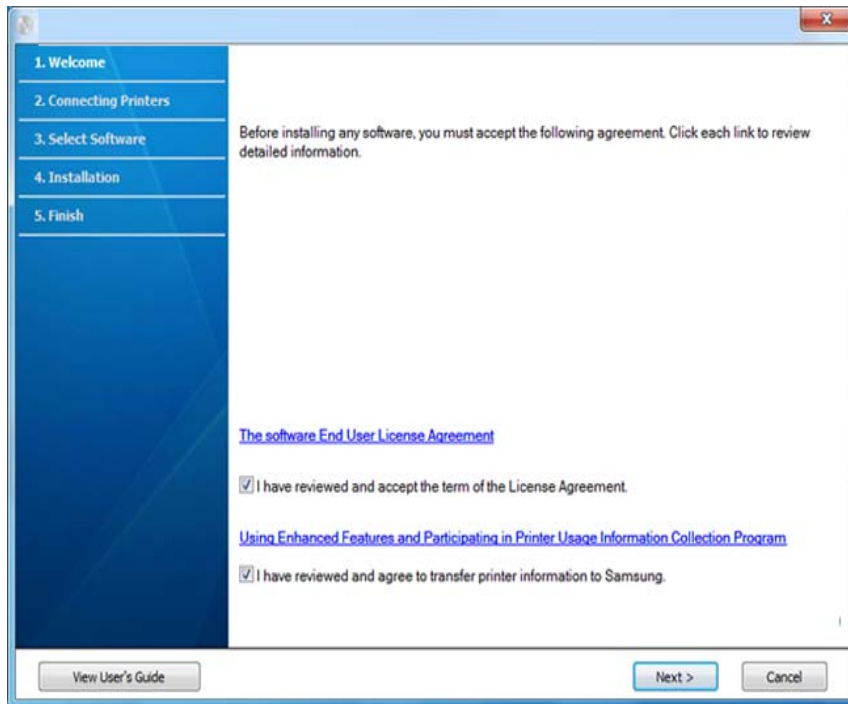 1. Welcome
2. Connecting Printers
3. Select Software
4. Installation
5. Finish
Before installing any software, you must accept the following agreement. Click each link to review
detailed information.
The software End User License Agreement
I have reviewed and accept the term of the License Agreement.
Using Enhanced Features and Participating in Printer Usage Information Collection Program
I have reviewed and agree to transfer printer information to Samsung.
View User's Guide
Next >
Cancel